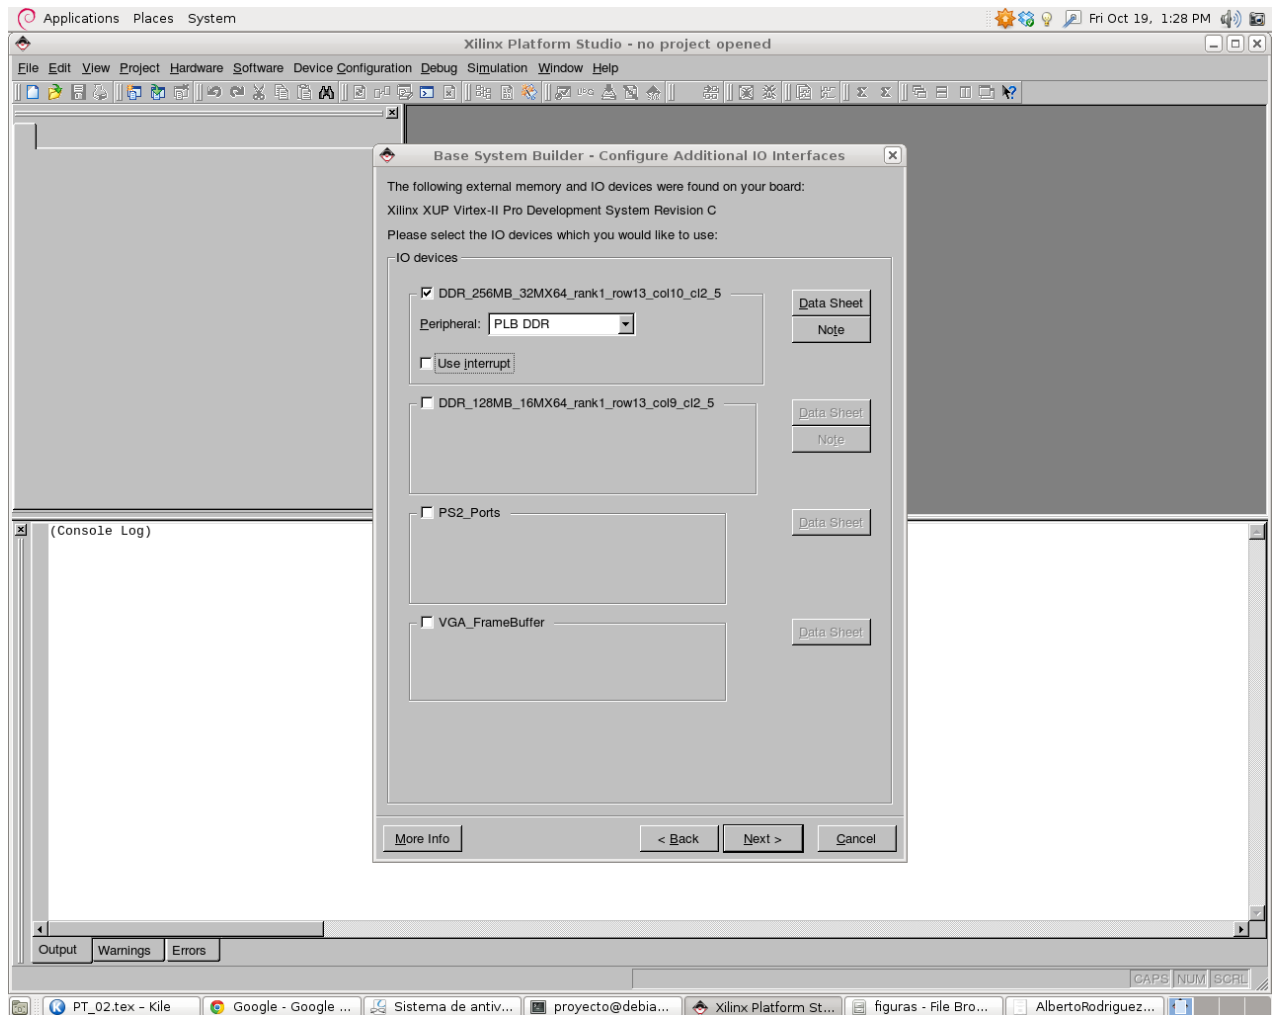 Applications Places System Fri Oct 19, 1:28 PM
Xilinx Platform Studio - no project opened
File Edit View Project Hardware Software Device Configuration Debug Simulation Window Help
Base System Builder - Configure Additional IO Interfaces
The following external memory and IO devices were found on your board:
Xilinx XUP Virtex-II Pro Development System Revision C
Please select the IO devices which you would like to use:
IO devices
DDR_256MB_32MX64_rank1_row13_col10_cl2_5
Data Sheet
Peripheral: PLB DDR
Note
Use interrupt
DDR_128MB_16MX64_rank1_row13_col9_cl2_5
Data Sheet
Note
PS2_Ports
Data Sheet
(Console Log)
VGA_FrameBuffer
Data Sheet
More Info < Back Next > Cancel
Output Warnings Errors
CAPS NUM SCRL
PT_02.tex - Kile Google - Google ... Sistema de antiv... proyecto@debia... Xilinx Platform St... figuras - File Bro... AlbertoRodriguez...